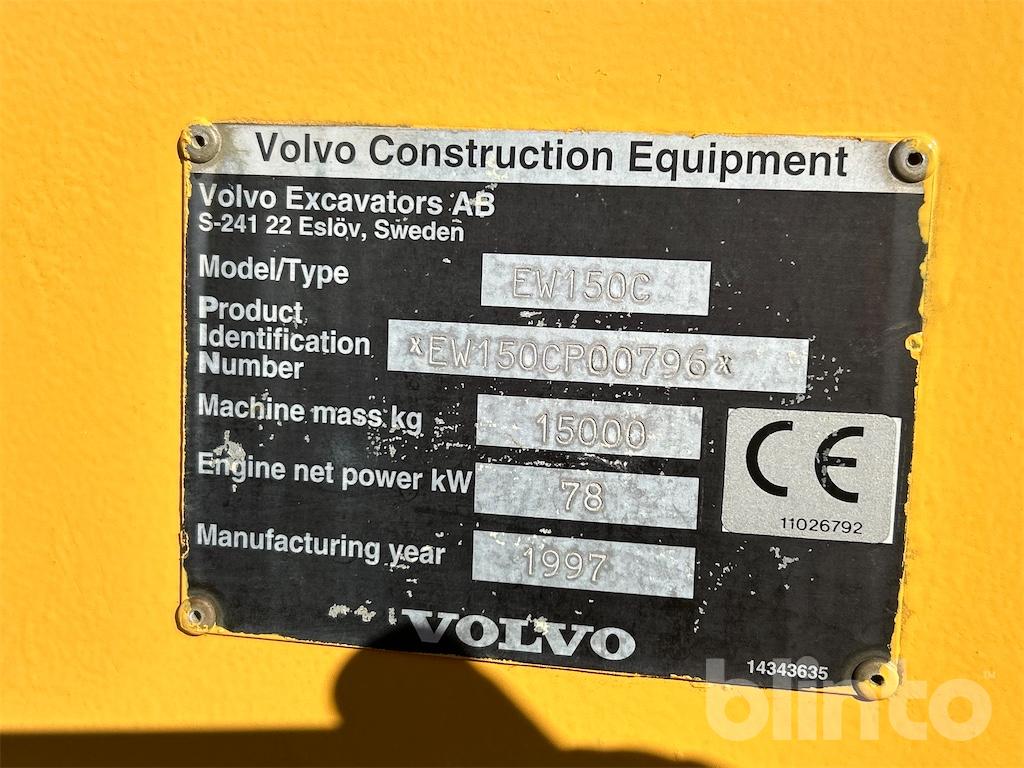 Volvo Construction Equipment
Volvo Excavators AB
S-241 22 Eslöv, Sweden
Model/Type EW150C
Product
Identification
Number *EW150CP00796*
Machine mass kg 15000
Engine net power kW 78
Manufacturing year 1997
CE
11026792
VOLVO
14343635
blinto™